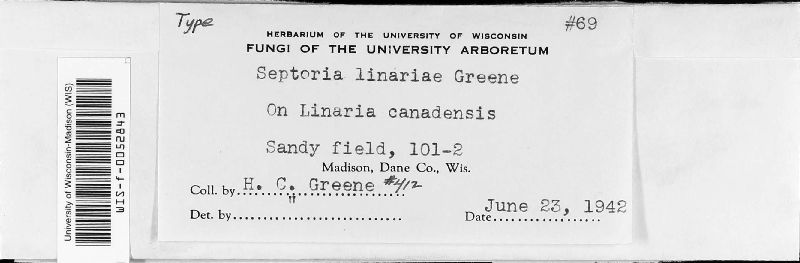 Type #69
HERBARIUM OF THE UNIVERSITY OF WISCONSIN
FUNGI OF THE UNIVERSITY ARBORETUM
Septoria linariae Greene
On Linaria canadensis
Sandy field, 101-2
Madison, Dane Co., Wis.
Coll. by H. C. Greene #412
Det. by " Date June 23, 1942
University of Wisconsin-Madison (WIS)
WIS-f-0052843